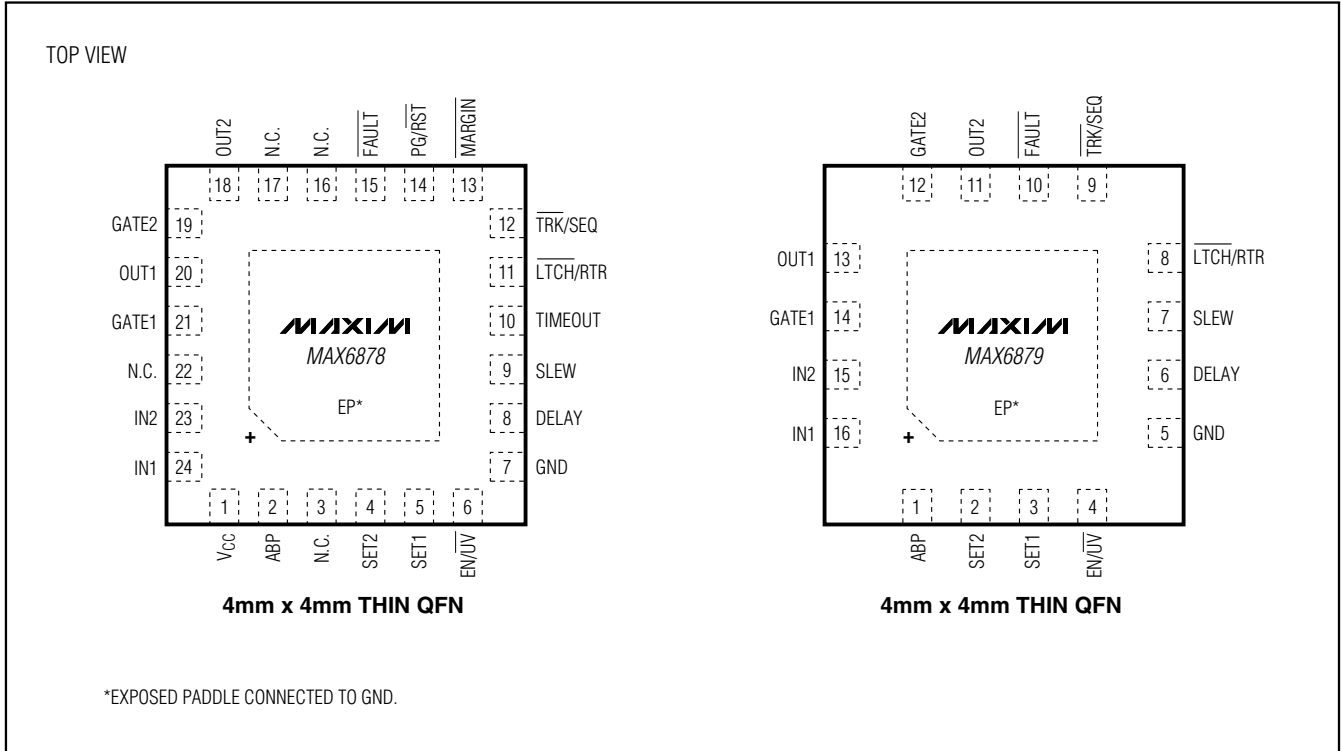 TOP VIEW
OUT2
N.C.
N.C.
FAULT
PG/RST
MARGIN
18
17
16
15
14
13
GATE2 19
OUT1 20
GATE1 21
N.C. 22
IN2 23
IN1 24
12 TRK/SEQ
11 LTCH/RTR
10 TIMEOUT
9 SLEW
8 DELAY
7 GND
MAXIM
MAX6878
EP*
+
1
2
3
4
5
6
VCC
ABP
N.C.
SET2
SET1
EN/UV
4mm x 4mm THIN QFN
GATE2
OUT2
FAULT
TRK/SEQ
12
11
10
9
OUT1 13
GATE1 14
IN2 15
IN1 16
8 LTCH/RTR
7 SLEW
6 DELAY
5 GND
MAXIM
MAX6879
EP*
+
1
2
3
4
ABP
SET2
SET1
EN/UV
4mm x 4mm THIN QFN
*EXPOSED PADDLE CONNECTED TO GND.